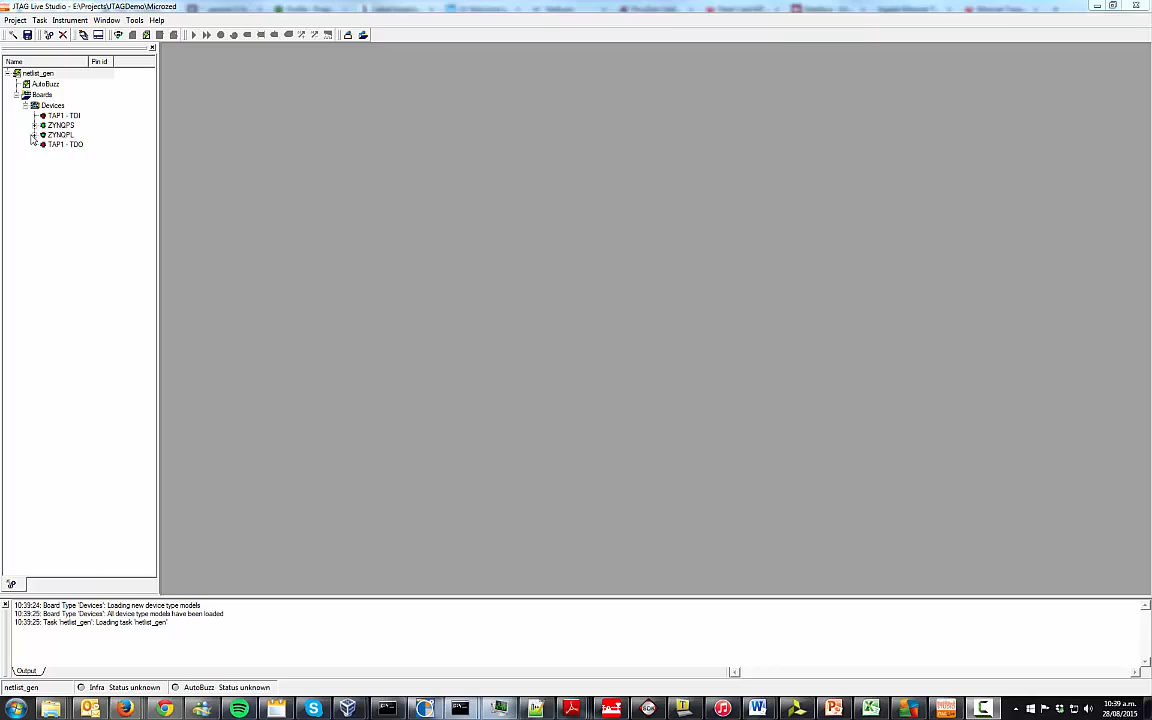 JTAG Live Studio - E:\Projects\JTAGDemo\Microzed
Project Task Instrument Window Tools Help
Name Pin id
netlist_gen
AutoBuzz
Boards
Devices
TAP1 - TDI
ZYNQPS
ZYNQPL
TAP1 - TDO
10:39:24: Board Type 'Devices': Loading new device type models
10:39:25: Board Type 'Devices': All device type models have been loaded
10:39:25: Task 'netlist_gen': Loading task 'netlist_gen'
Output
netlist_gen Infra Status unknown AutoBuzz Status unknown
10:39 a.m.
28/08/2015